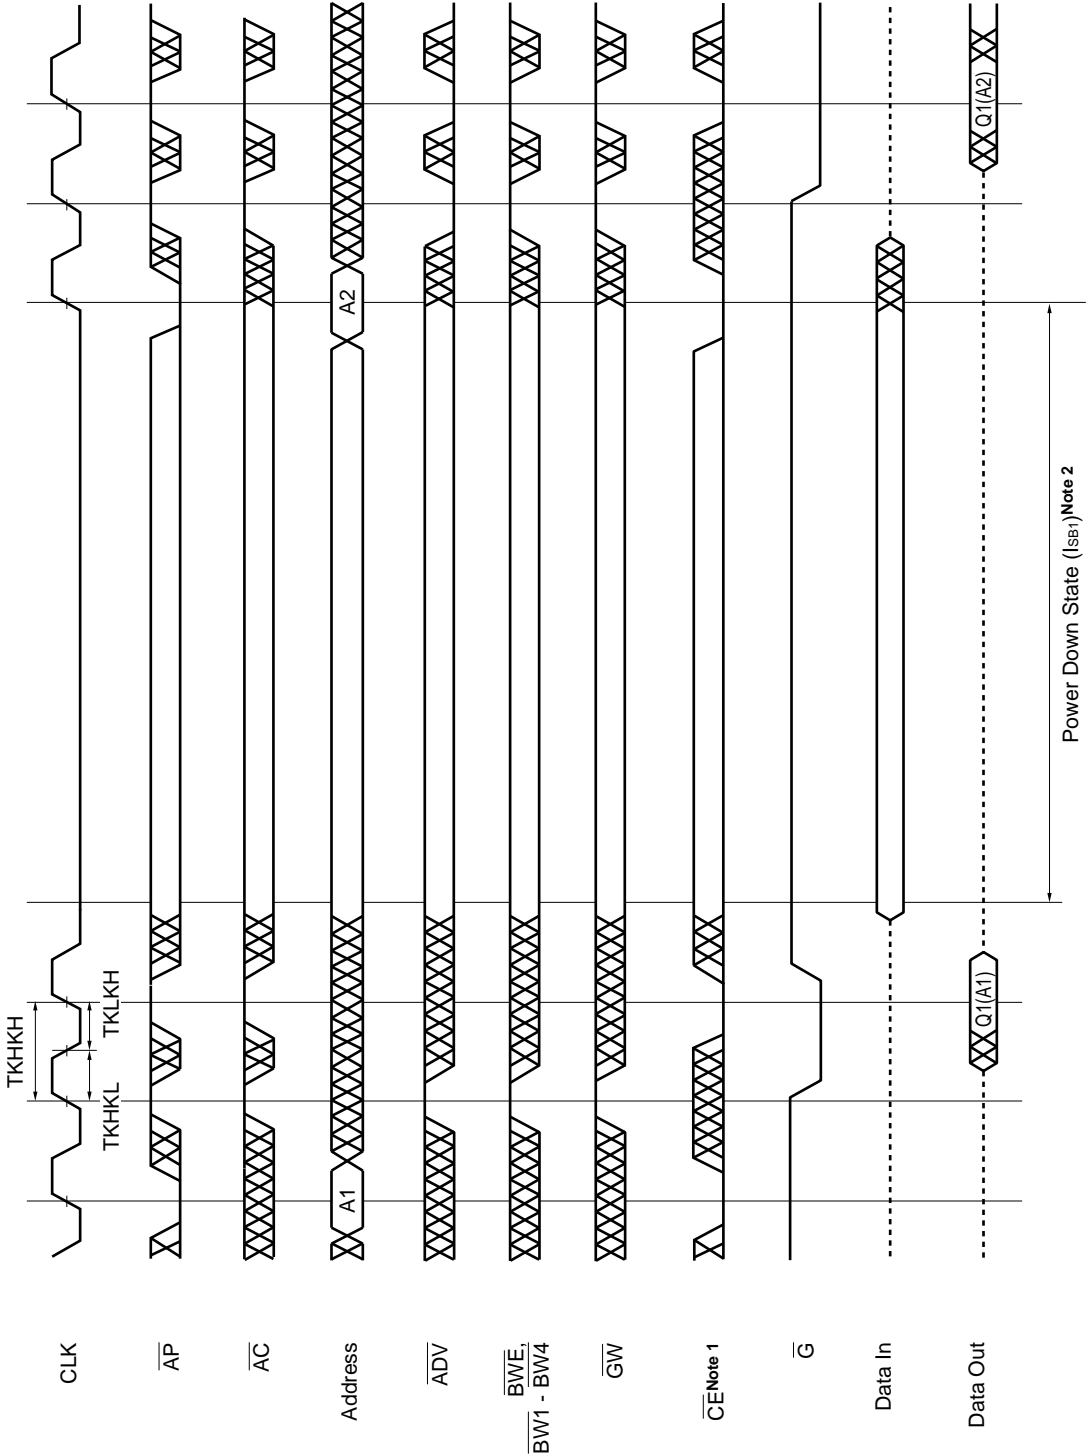 TKHKH
TKHKL
TKLKH
CLK
AP
AC
Address
A1
A2
ADV
BWE,
BW1 - BW4
GW
CENote 1
G
Data In
Data Out
Q1(A1)
Q1(A2)
Power Down State (ISB1)Note 2